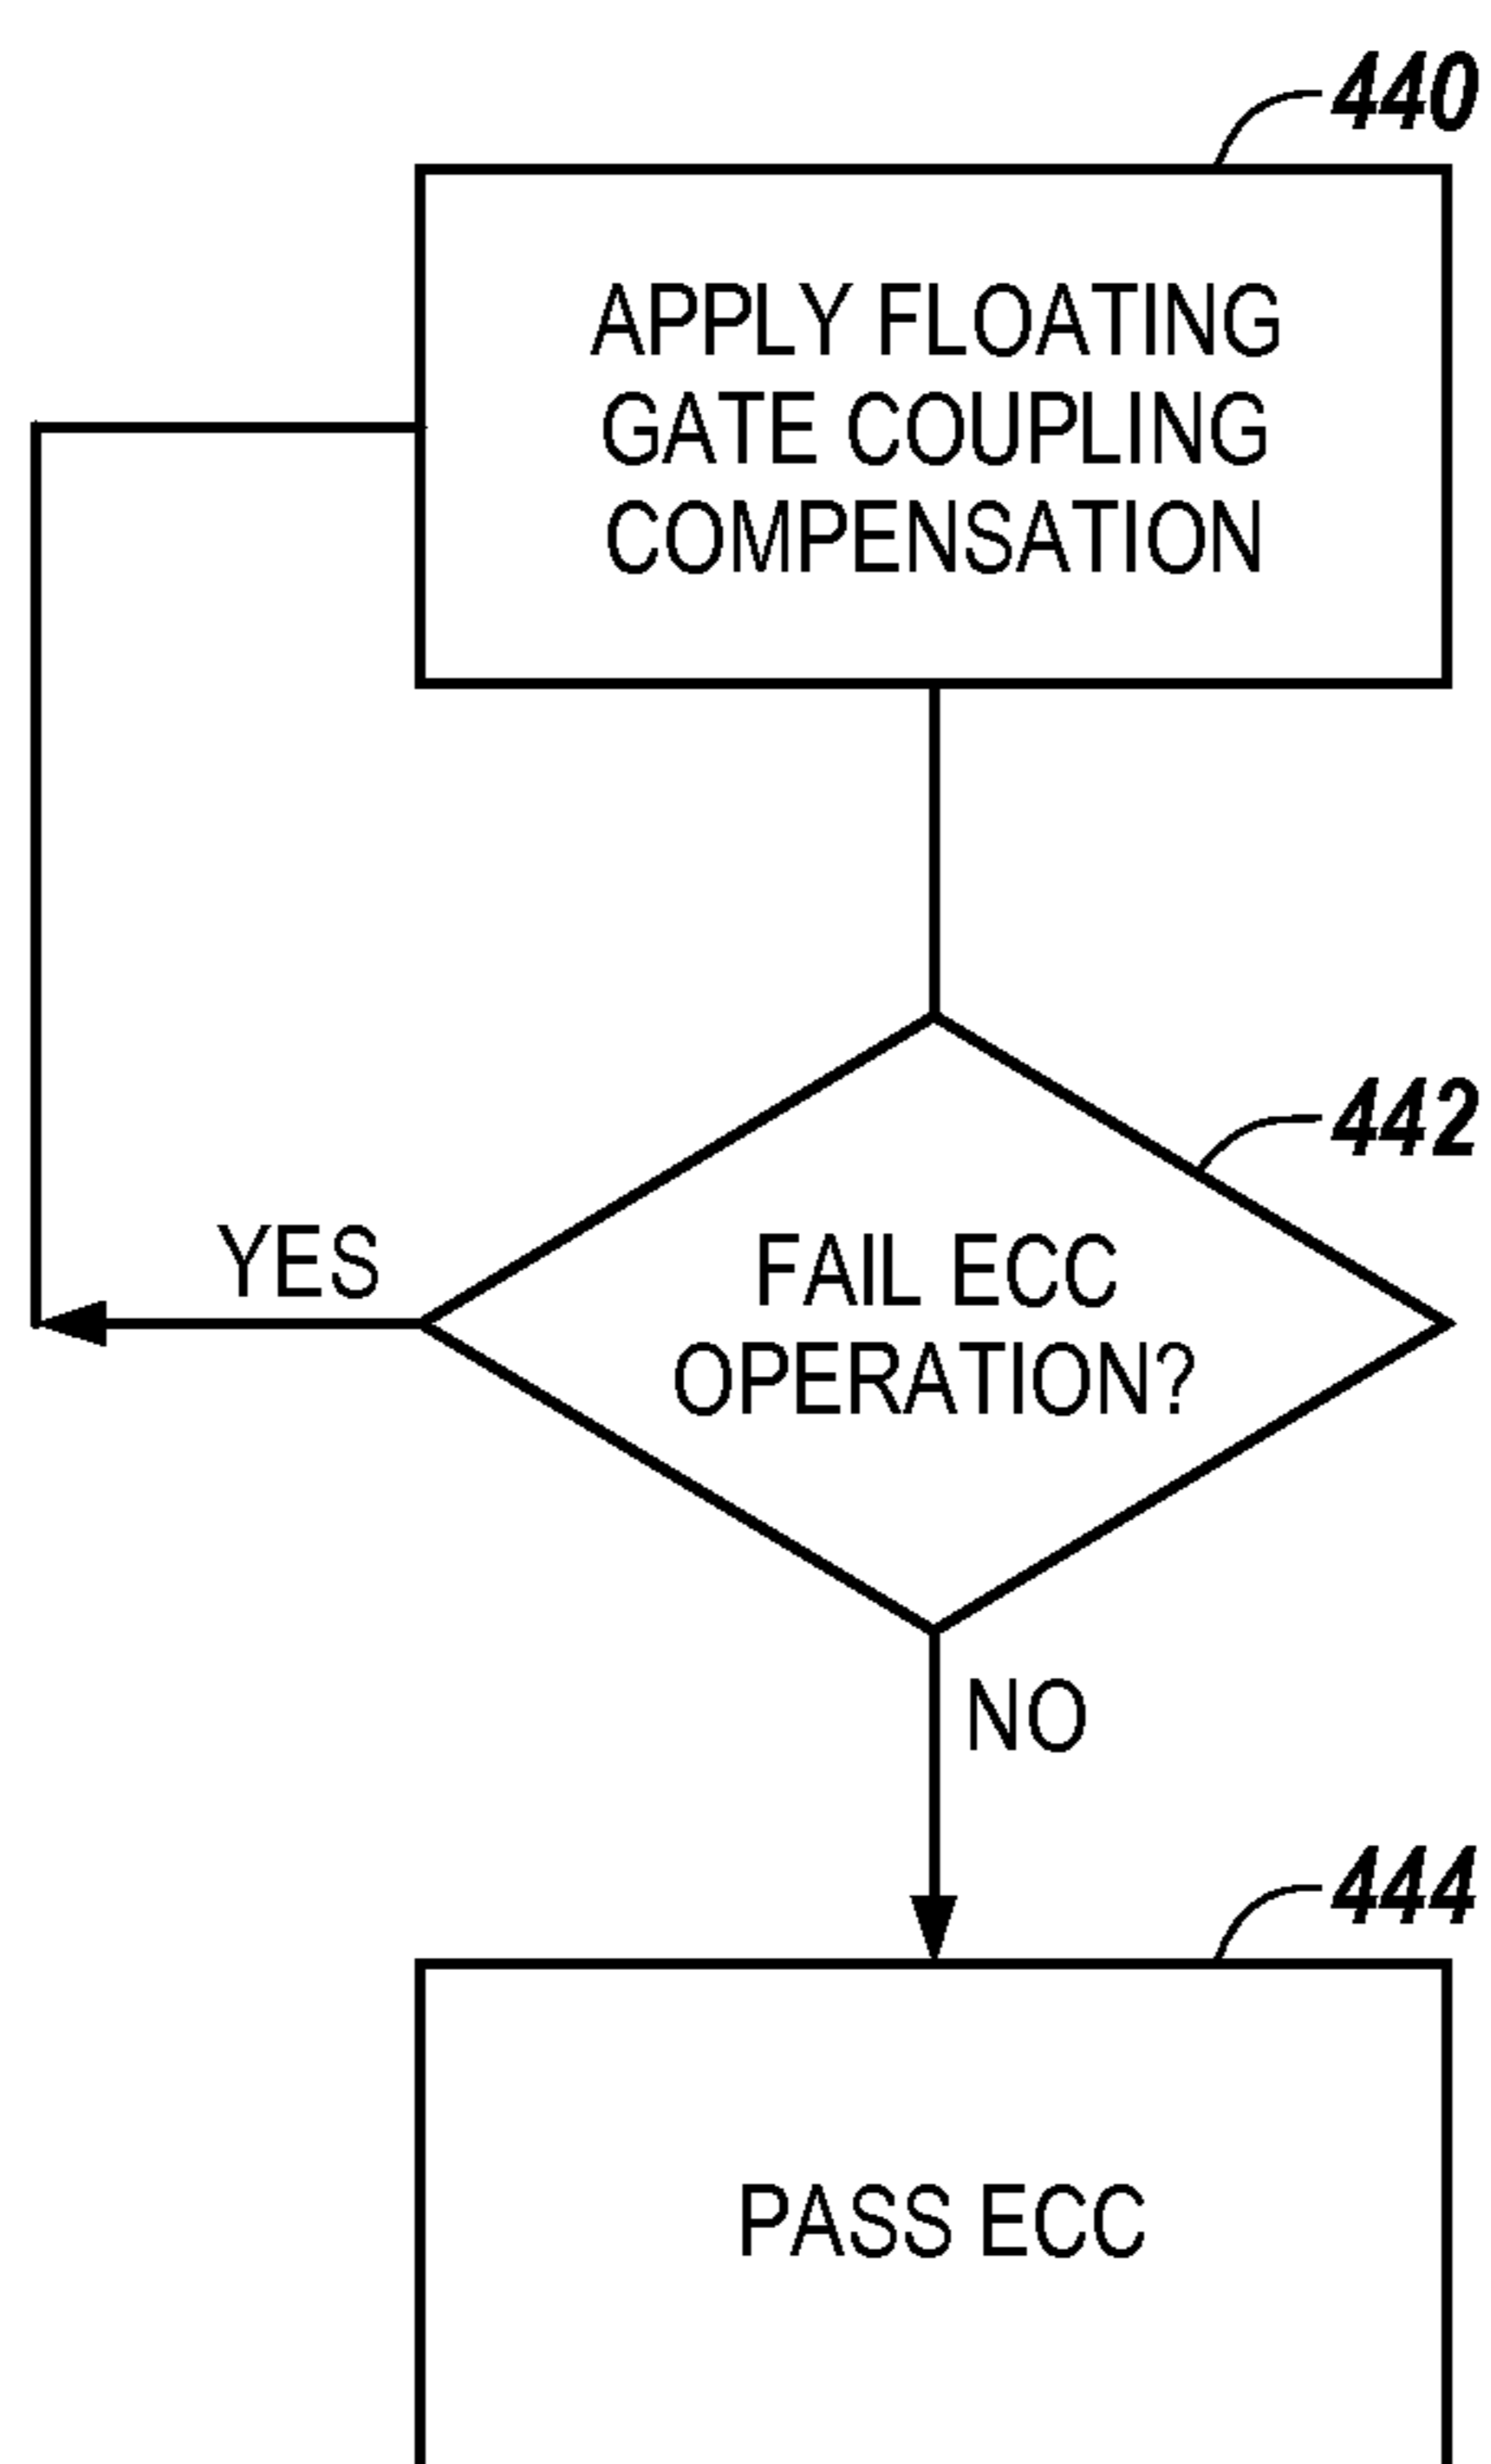 440
APPLY FLOATING
GATE COUPLING
COMPENSATION
442
YES
FAIL ECC
OPERATION?
NO
444
PASS ECC